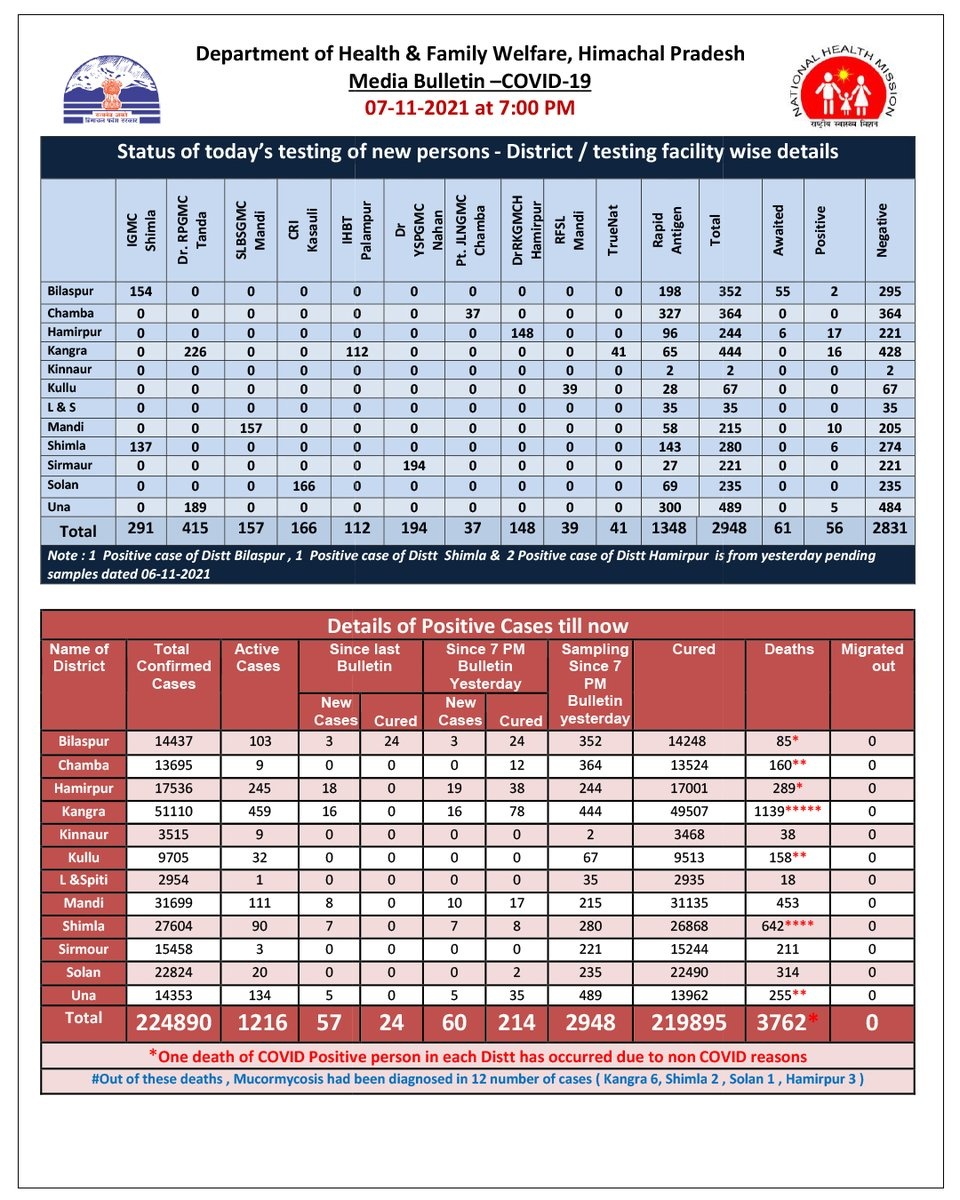 Department of Health & Family Welfare, Himachal Pradesh
Media Bulletin –COVID-19
07-11-2021 at 7:00 PM
NATIONAL HEALTH MISSION
राष्ट्रीय स्वास्थ्य मिशन
Status of today's testing of new persons - District / testing facility wise details
IGMC Shimla Dr. RPGMC Tanda SLBSGMC Mandi CRI Kasauli IHBT Palampur Dr YSPGMC Nahan Pt. JLNGMC Chamba DrRKGMCH Hamirpur RFSL Mandi TrueNat Rapid Antigen Total Awaited Positive Negative
Bilaspur 154 0 0 0 0 0 0 0 0 0 198 352 55 2 295
Chamba 0 0 0 0 0 0 37 0 0 0 327 364 0 0 364
Hamirpur 0 0 0 0 0 0 0 148 0 0 96 244 6 17 221
Kangra 0 226 0 0 112 0 0 0 0 41 65 444 0 16 428
Kinnaur 0 0 0 0 0 0 0 0 0 0 2 2 0 0 2
Kullu 0 0 0 0 0 0 0 0 39 0 28 67 0 0 67
L & S 0 0 0 0 0 0 0 0 0 0 35 35 0 0 35
Mandi 0 0 157 0 0 0 0 0 0 0 58 215 0 10 205
Shimla 137 0 0 0 0 0 0 0 0 0 143 280 0 6 274
Sirmaur 0 0 0 0 0 194 0 0 0 0 27 221 0 0 221
Solan 0 0 0 166 0 0 0 0 0 0 69 235 0 0 235
Una 0 189 0 0 0 0 0 0 0 0 300 489 0 5 484
Total 291 415 157 166 112 194 37 148 39 41 1348 2948 61 56 2831
Note : 1 Positive case of Distt Bilaspur , 1 Positive case of Distt Shimla & 2 Positive case of Distt Hamirpur is from yesterday pending
samples dated 06-11-2021
Details of Positive Cases till now
Name of District Total Confirmed Cases Active Cases Since last Bulletin Since 7 PM Bulletin Yesterday Sampling Since 7 PM Bulletin yesterday Cured Deaths Migrated out
New Cases Cured New Cases Cured
Bilaspur 14437 103 3 24 3 24 352 14248 85* 0
Chamba 13695 9 0 0 0 12 364 13524 160** 0
Hamirpur 17536 245 18 0 19 38 244 17001 289* 0
Kangra 51110 459 16 0 16 78 444 49507 1139***** 0
Kinnaur 3515 9 0 0 0 0 2 3468 38 0
Kullu 9705 32 0 0 0 0 67 9513 158** 0
L &Spiti 2954 1 0 0 0 0 35 2935 18 0
Mandi 31699 111 8 0 10 17 215 31135 453 0
Shimla 27604 90 7 0 7 8 280 26868 642**** 0
Sirmour 15458 3 0 0 0 0 221 15244 211 0
Solan 22824 20 0 0 0 2 235 22490 314 0
Una 14353 134 5 0 5 35 489 13962 255** 0
Total 224890 1216 57 24 60 214 2948 219895 3762* 0
*One death of COVID Positive person in each Distt has occurred due to non COVID reasons
#Out of these deaths , Mucormycosis had been diagnosed in 12 number of cases ( Kangra 6, Shimla 2 , Solan 1 , Hamirpur 3 )